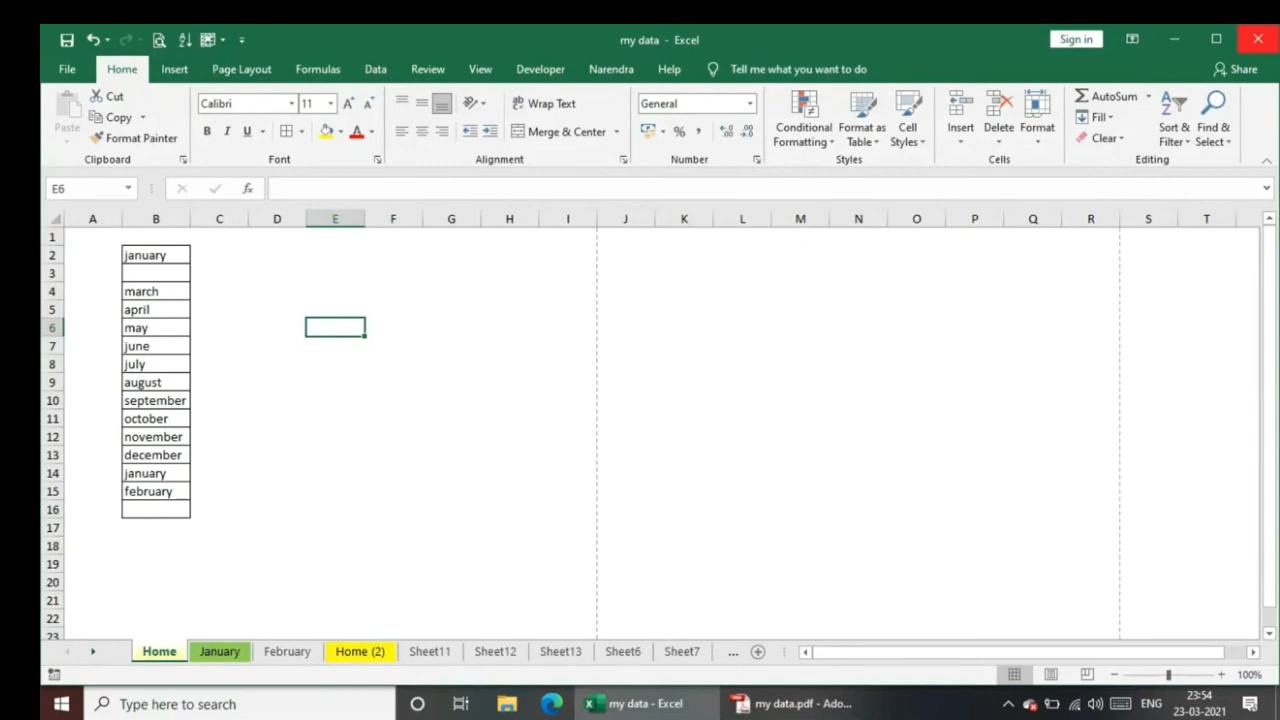 my data - Excel
Sign in
File Home Insert Page Layout Formulas Data Review View Developer Narendra Help Tell me what you want to do Share
Paste
Cut
Copy
Format Painter
Clipboard
Calibri 11
B I U
Font
Wrap Text
Merge & Center
Alignment
General
Number
Conditional Formatting
Format as Table
Cell Styles
Styles
Insert
Delete
Format
Cells
AutoSum
Fill
Clear
Sort & Filter
Find & Select
Editing
E6
fx
A B C D E F G H I J K L M N O P Q R S T
1
2 january
3
4 march
5 april
6 may
7 june
8 july
9 august
10 september
11 october
12 november
13 december
14 january
15 february
16
17
18
19
20
21
22
23
Home January February Home (2) Sheet11 Sheet12 Sheet13 Sheet6 Sheet7 ...
100%
Type here to search
my data - Excel
my data.pdf - Ado...
ENG
23:54
23-03-2021